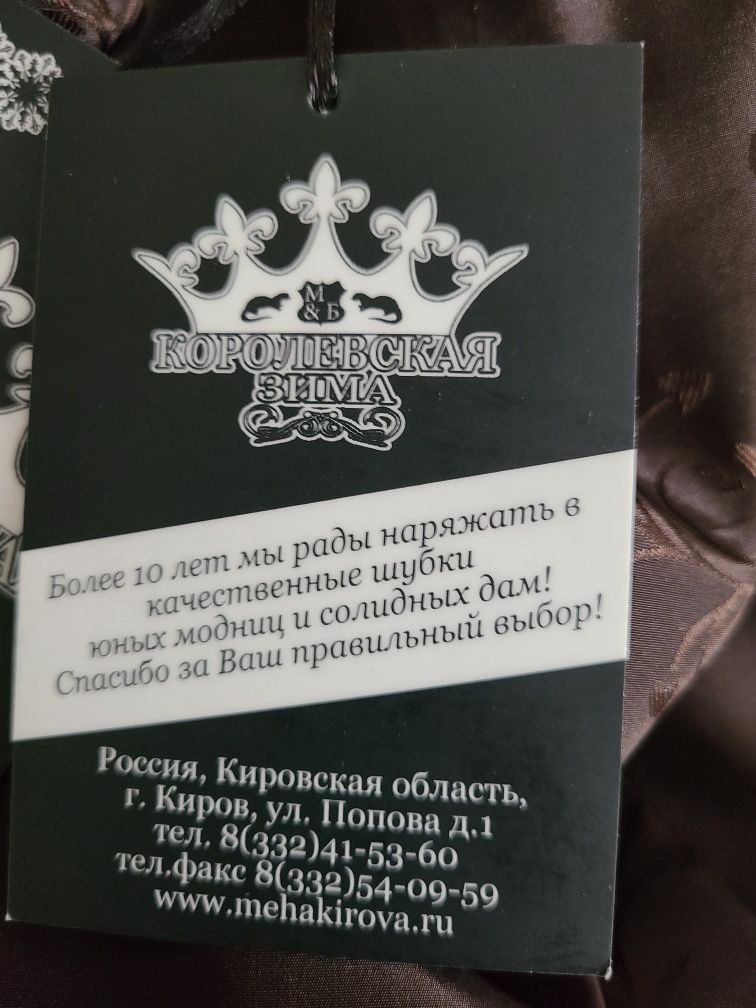 М
& Б
КОРОЛЕВСКАЯ
ЗИМА
Более 10 лет мы рады наряжать в
качественные шубки
юных модниц и солидных дам!
Спасибо за Ваш правильный выбор!
Россия, Кировская область,
г. Киров, ул. Попова д.1
тел. 8(332)41-53-60
тел.факс 8(332)54-09-59
www.mehakirova.ru